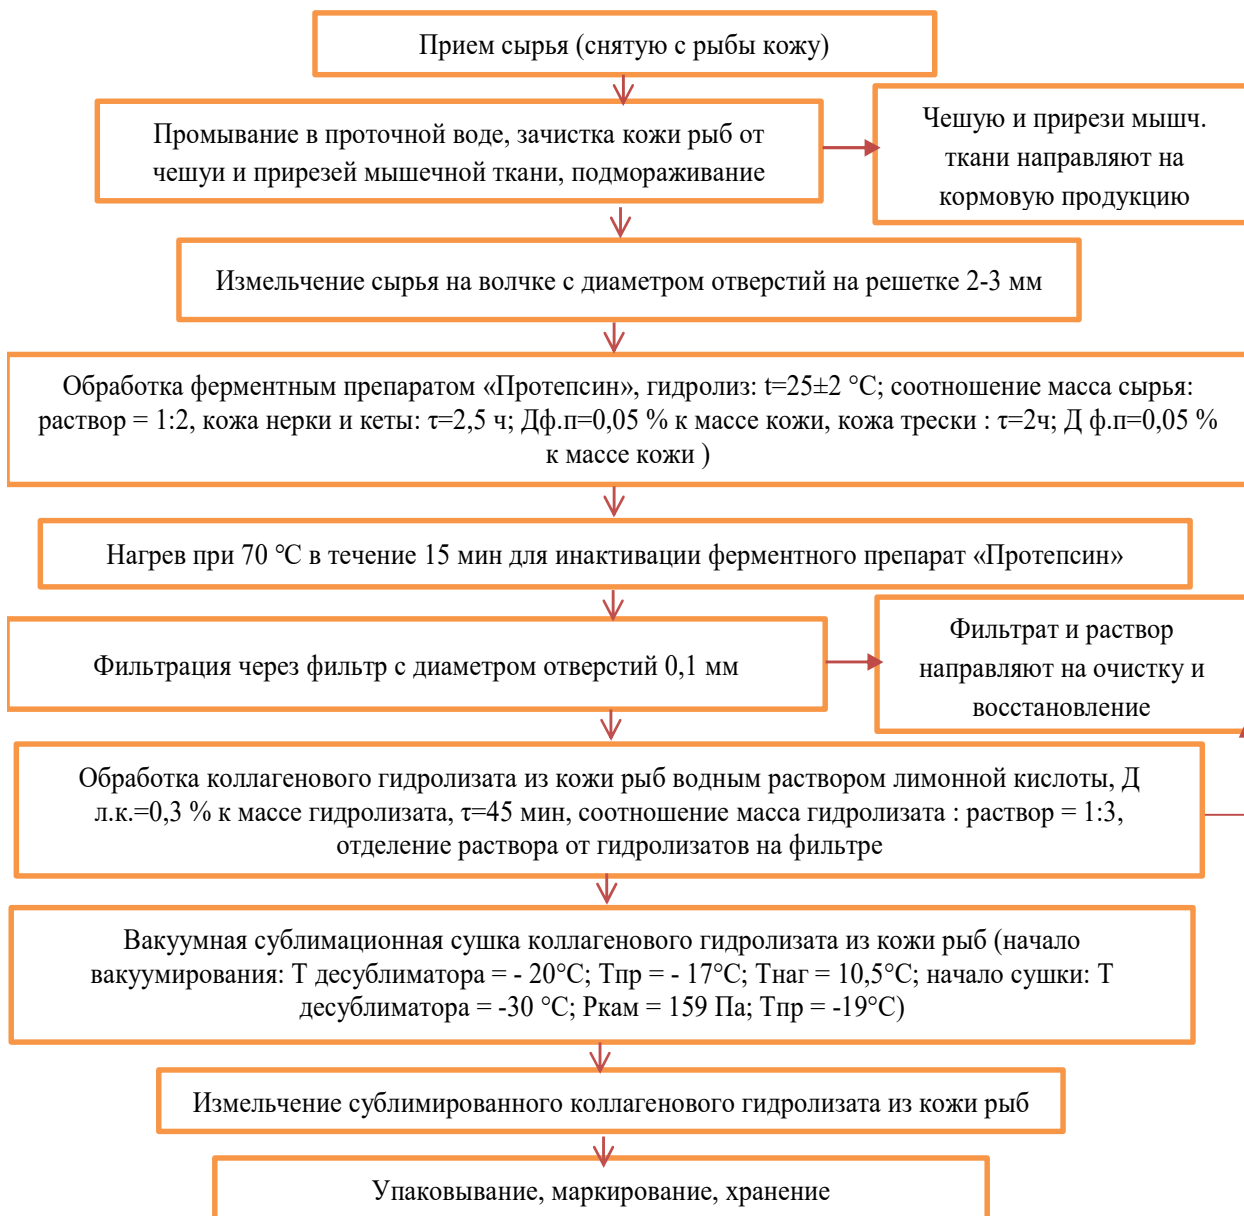 Прием сырья (снятую с рыбы кожу)
Промывание в проточной воде, зачистка кожи рыб от
чешуи и прирезей мышечной ткани, подмораживание
Чешую и прирези мышч.
ткани направляют на
кормовую продукцию
Измельчение сырья на волчке с диаметром отверстий на решетке 2-3 мм
Обработка ферментным препаратом «Протепсин», гидролиз: t=25±2 °C; соотношение масса сырья:
раствор = 1:2, кожа нерки и кеты: τ=2,5 ч; Дф.п=0,05 % к массе кожи, кожа трески : τ=2ч; Д ф.п=0,05 %
к массе кожи )
Нагрев при 70 °C в течение 15 мин для инактивации ферментного препарат «Протепсин»
Фильтрация через фильтр с диаметром отверстий 0,1 мм
Фильтрат и раствор
направляют на очистку и
восстановление
Обработка коллагенового гидролизата из кожи рыб водным раствором лимонной кислоты, Д
л.к.=0,3 % к массе гидролизата, τ=45 мин, соотношение масса гидролизата : раствор = 1:3,
отделение раствора от гидролизатов на фильтре
Вакуумная сублимационная сушка коллагенового гидролизата из кожи рыб (начало
вакуумирования: Т десублиматора = - 20°С; Тпр = - 17°С; Тнаг = 10,5°С; начало сушки: Т
десублиматора = -30 °С; Ркам = 159 Па; Тпр = -19°С)
Измельчение сублимированного коллагенового гидролизата из кожи рыб
Упаковывание, маркирование, хранение